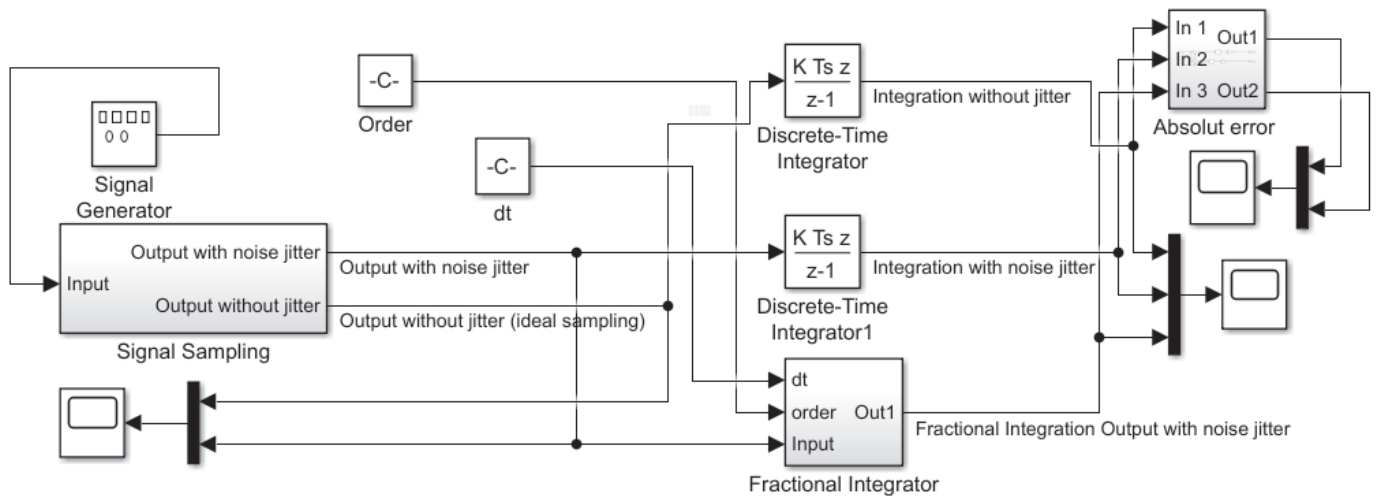 -C-
Order
-C-
dt
Signal
Generator
Input
Output with noise jitter
Output without jitter
Signal Sampling
Output with noise jitter
Output without jitter (ideal sampling)
K Ts z
z-1
Discrete-Time
Integrator
Integration without jitter
K Ts z
z-1
Discrete-Time
Integrator1
Integration with noise jitter
dt
order
Input
Out1
Fractional Integrator
Fractional Integration Output with noise jitter
In 1
In 2
In 3
Out1
Out2
Absolut error